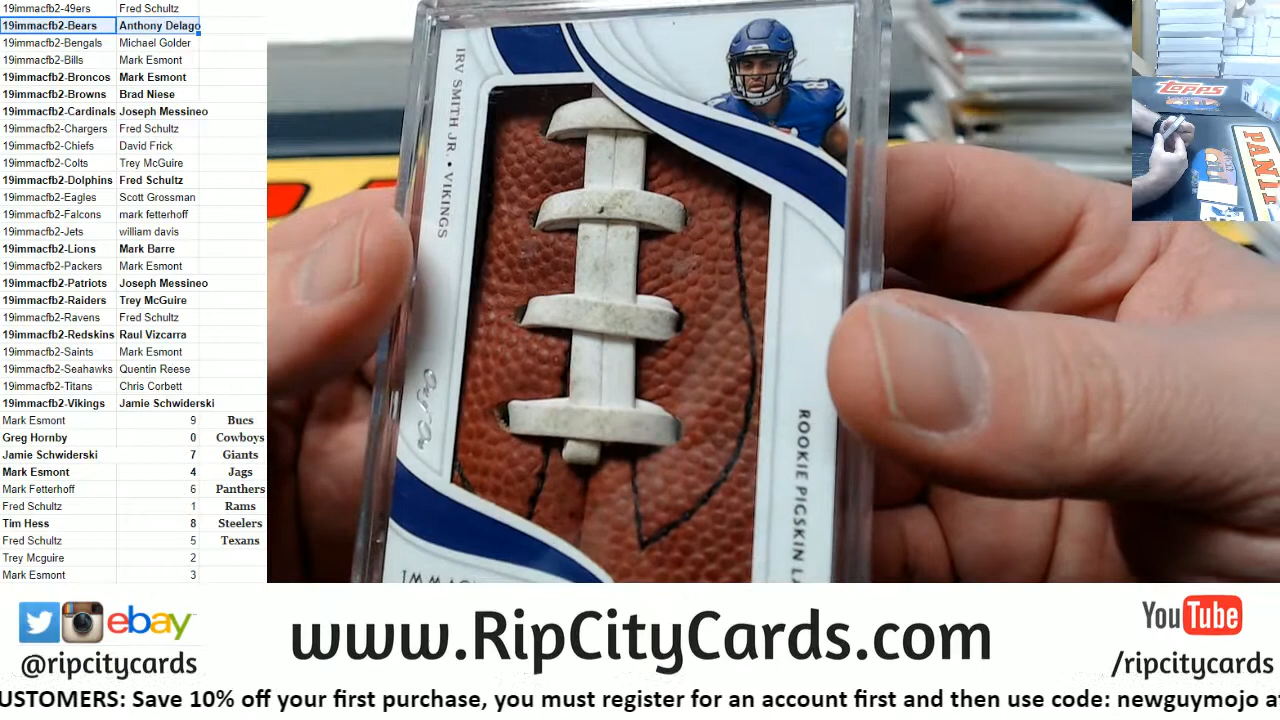 19immacfb2-49ers Fred Schultz
19immacfb2-Bears Anthony Delago
19immacfb2-Bengals Michael Golder
19immacfb2-Bills Mark Esmont
19immacfb2-Broncos Mark Esmont
19immacfb2-Browns Brad Niese
19immacfb2-Cardinals Joseph Messineo
19immacfb2-Chargers Fred Schultz
19immacfb2-Chiefs David Frick
19immacfb2-Colts Trey McGuire
19immacfb2-Dolphins Fred Schultz
19immacfb2-Eagles Scott Grossman
19immacfb2-Falcons mark fetterhoff
19immacfb2-Jets william davis
19immacfb2-Lions Mark Barre
19immacfb2-Packers Mark Esmont
19immacfb2-Patriots Joseph Messineo
19immacfb2-Raiders Trey McGuire
19immacfb2-Ravens Fred Schultz
19immacfb2-Redskins Raul Vizcarra
19immacfb2-Saints Mark Esmont
19immacfb2-Seahawks Quentin Reese
19immacfb2-Titans Chris Corbett
19immacfb2-Vikings Jamie Schwiderski
Mark Esmont 9 Bucs
Greg Hornby 0 Cowboys
Jamie Schwiderski 7 Giants
Mark Esmont 4 Jags
Mark Fetterhoff 6 Panthers
Fred Schultz 1 Rams
Tim Hess 8 Steelers
Fred Schultz 5 Texans
Trey Mcguire 2
Mark Esmont 3
IRV SMITH JR. • VIKINGS
8
ROOKIE PIGSKIN LA
IMMAC
topps
PANI
ebay
@ripcitycards
www.RipCityCards.com
YouTube
/ripcitycards
USTOMERS: Save 10% off your first purchase, you must register for an account first and then use code: newguymojo a